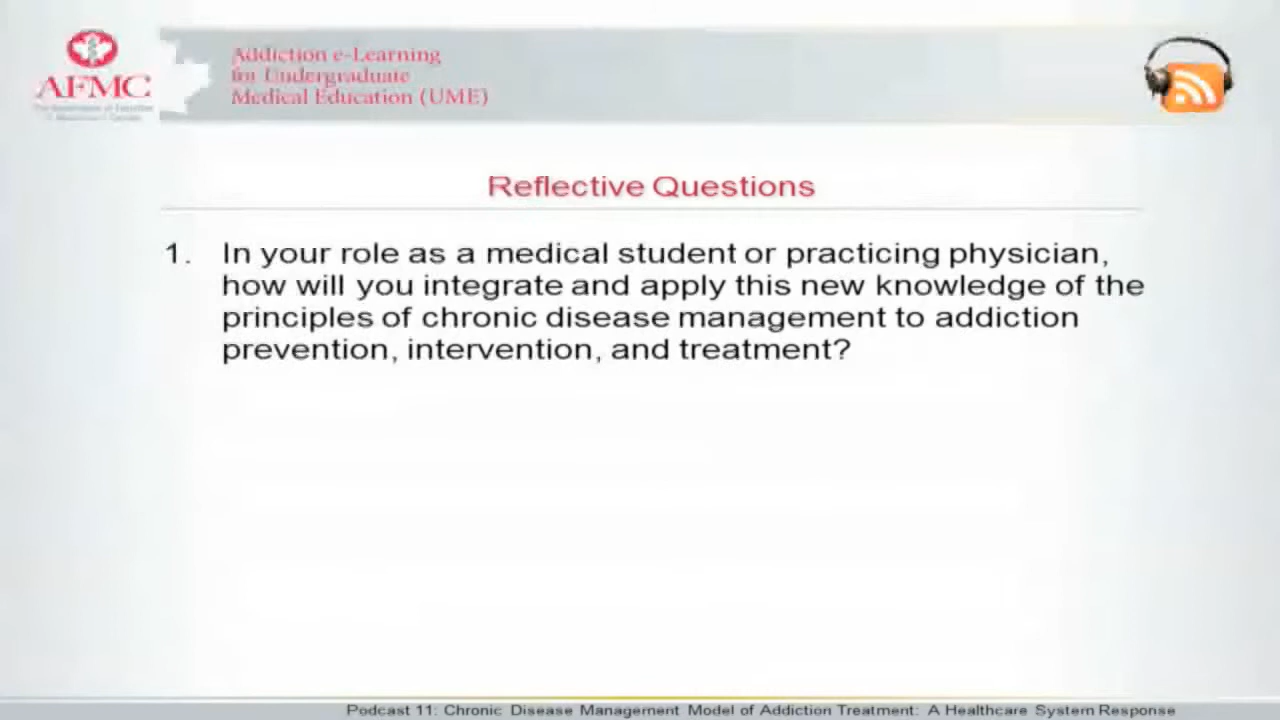 AFMC
Addiction e-Learning
for Undergraduate
Medical Education (UME)
Reflective Questions
1. In your role as a medical student or practicing physician,
how will you integrate and apply this new knowledge of the
principles of chronic disease management to addiction
prevention, intervention, and treatment?
Podcast 11: Chronic Disease Management Model of Addiction Treatment: A Healthcare System Response